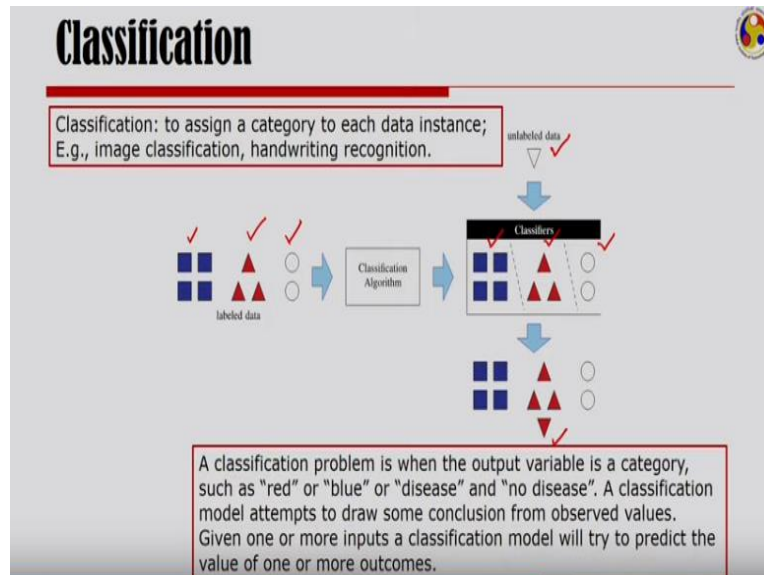 Classification
Classification: to assign a category to each data instance;
E.g., image classification, handwriting recognition.
unlabeled data
Classifiers
Classification
Algorithm
labeled data
A classification problem is when the output variable is a category,
such as “red” or “blue” or “disease” and “no disease”. A classification
model attempts to draw some conclusion from observed values.
Given one or more inputs a classification model will try to predict the
value of one or more outcomes.